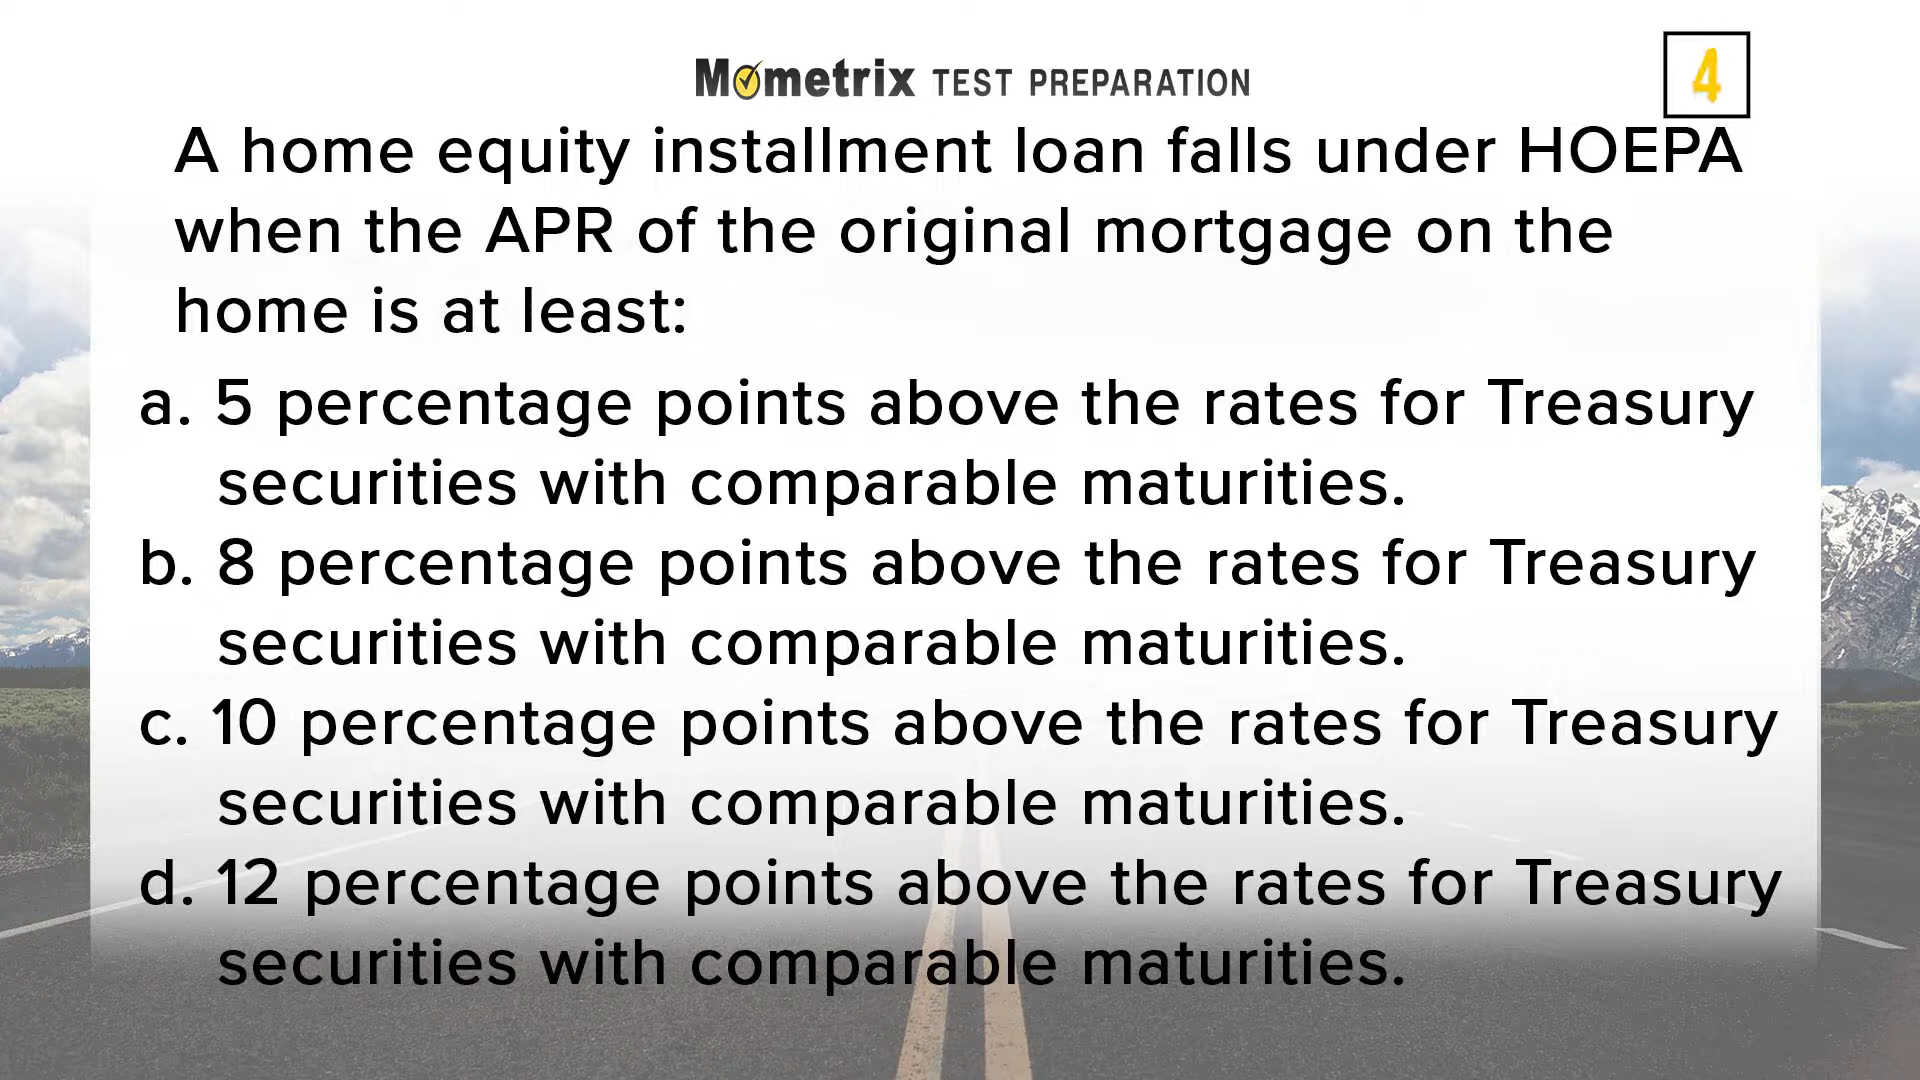 Mometrix TEST PREPARATION
4
A home equity installment loan falls under HOEPA
when the APR of the original mortgage on the
home is at least:
a. 5 percentage points above the rates for Treasury
securities with comparable maturities.
b. 8 percentage points above the rates for Treasury
securities with comparable maturities.
c. 10 percentage points above the rates for Treasury
securities with comparable maturities.
d. 12 percentage points above the rates for Treasury
securities with comparable maturities.